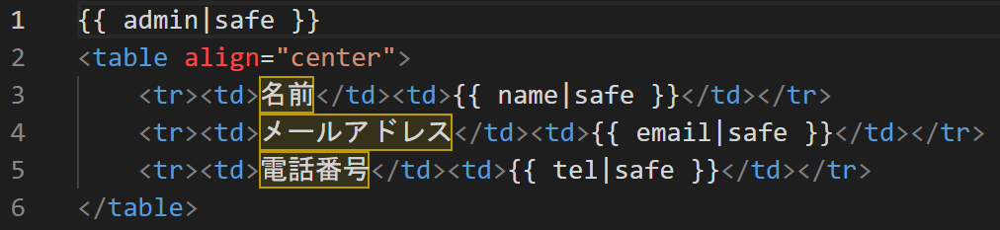 1 {{ admin|safe }}
2 <table align="center">
3 <tr><td>名前</td><td>{{ name|safe }}</td></tr>
4 <tr><td>メールアドレス</td><td>{{ email|safe }}</td></tr>
5 <tr><td>電話番号</td><td>{{ tel|safe }}</td></tr>
6 </table>